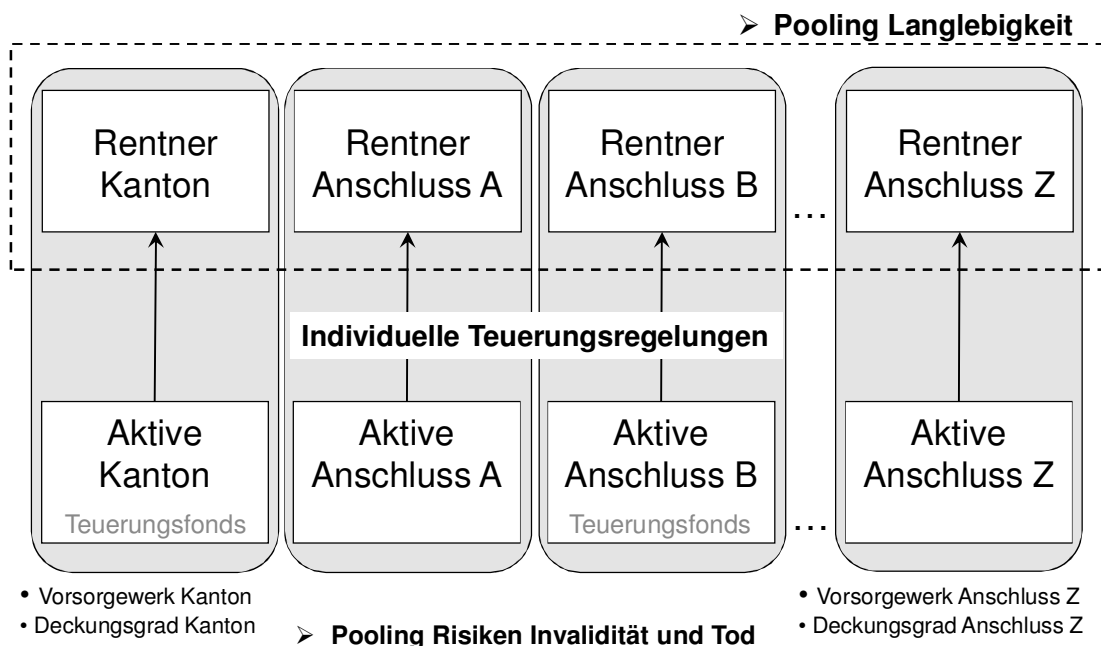 ➢ Pooling Langlebigkeit
Rentner
Kanton
Rentner
Anschluss A
Rentner
Anschluss B
...
Rentner
Anschluss Z
Individuelle Teuerungsregelungen
Aktive
Kanton
Teuerungsfonds
Aktive
Anschluss A
Aktive
Anschluss B
Teuerungsfonds
...
Aktive
Anschluss Z
• Vorsorgewerk Kanton
• Deckungsgrad Kanton
➢ Pooling Risiken Invalidität und Tod
• Vorsorgewerk Anschluss Z
• Deckungsgrad Anschluss Z